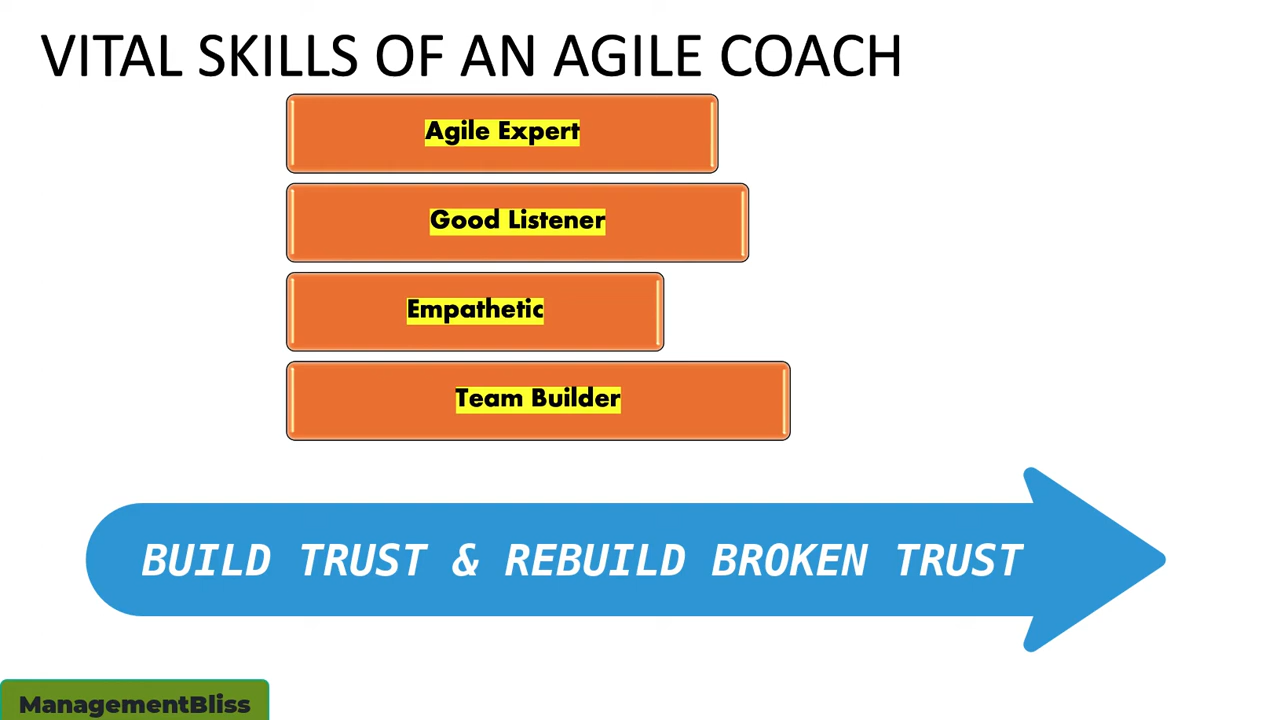 VITAL SKILLS OF AN AGILE COACH
Agile Expert
Good Listener
Empathetic
Team Builder
BUILD TRUST & REBUILD BROKEN TRUST
ManagementBliss